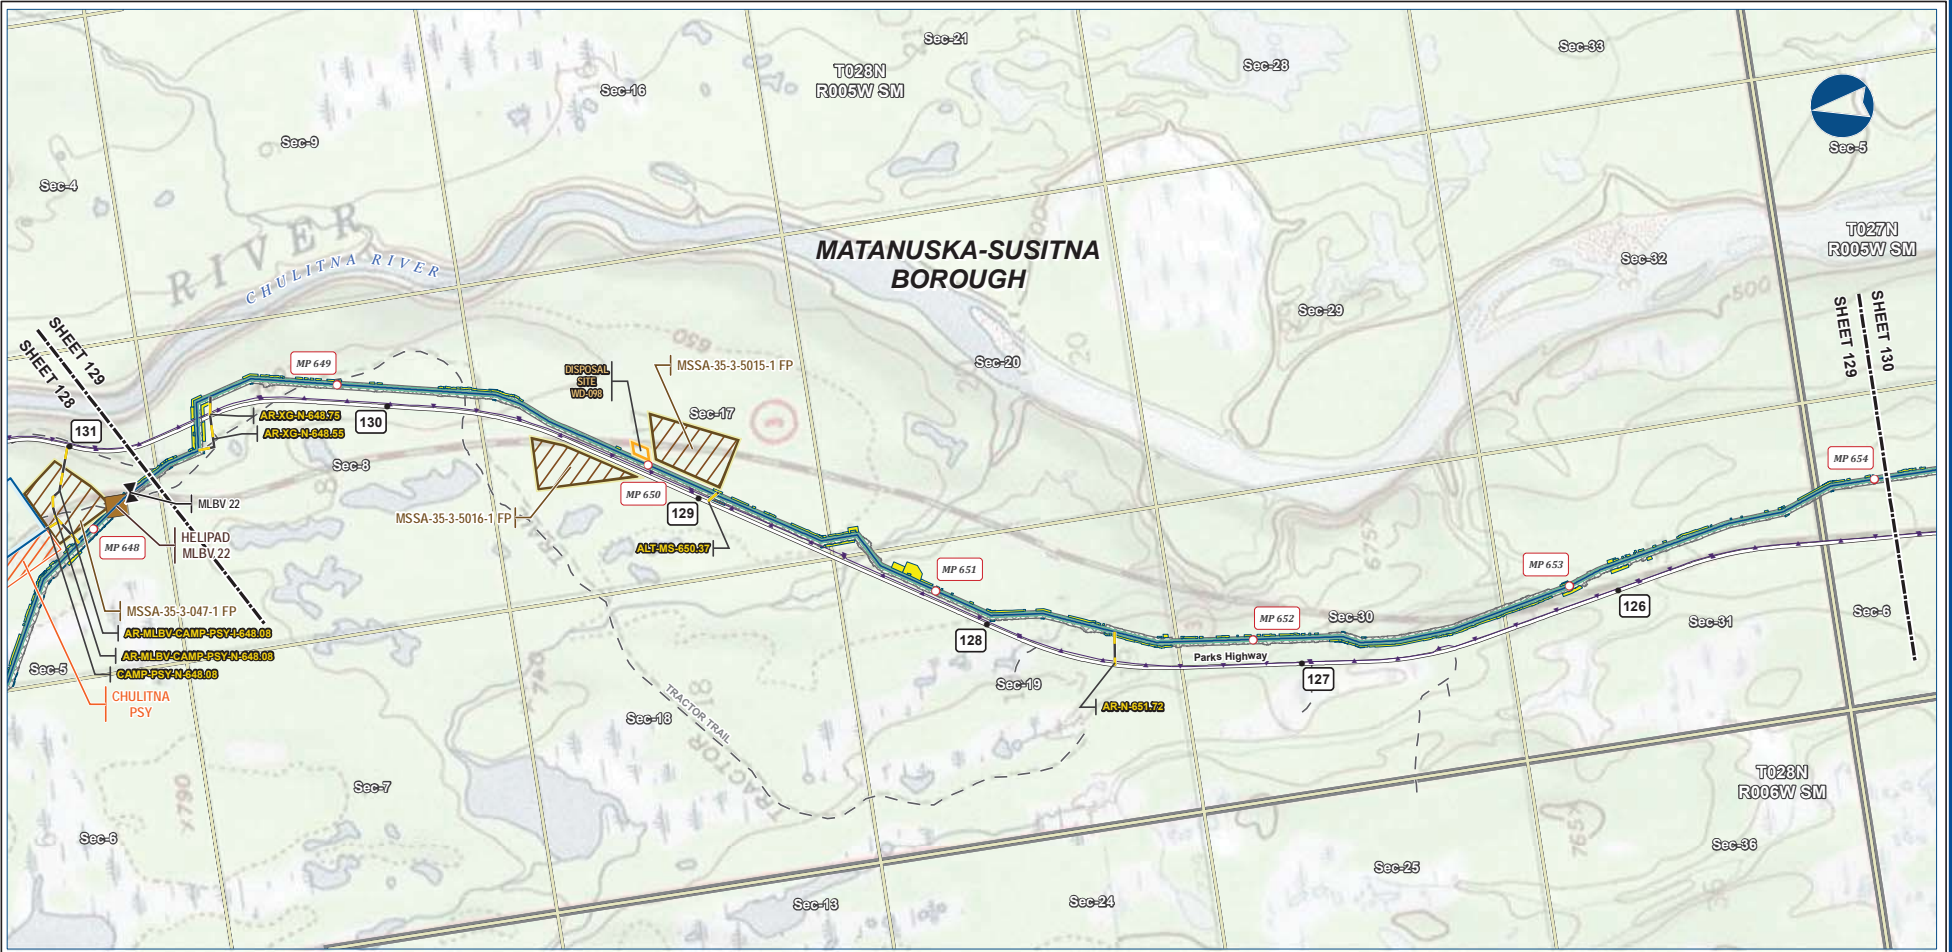 Sec-21
Sec-33
Sec-28
T028N
R005W SM
Sec-16
Sec-9
Sec-5
Sec-4
RIVER
CHULITNA RIVER
MATANUSKA-SUSITNA
BOROUGH
T027N
R005W SM
Sec-32
500
Sec-29
SHEET 129
SHEET 128
SHEET 130
SHEET 129
650
20
Sec-20
MP 649
DISPOSAL
SITE
WD-098
MSSA-35-3-5015-1 FP
Sec-17
3
AR-XG-N-648.75
AR-XG-N-648.55
130
131
Sec-8
MP 650
129
MSSA-35-3-5016-1 FP
MLBV 22
HELIPAD
MLBV 22
MP 648
ALT-MS-650.37
MP 651
MP 654
MP 653
126
657
MSSA-35-3-047-1 FP
AR-MLBV-CAMP-PSY-I-648.08
AR-MLBV-CAMP-PSY-N-648.08
CAMP-PSY-N-648.08
Sec-5
CHULITNA
PSY
128
MP 652
Sec-30
Sec-31
Sec-6
Parks Highway
127
Sec-19
AR-N-651.72
Sec-18
TRACTOR TRAIL
TRACTOR
Sec-7
T028N
R006W SM
Sec-6
Sec-36
Sec-25
Sec-24
Sec-13